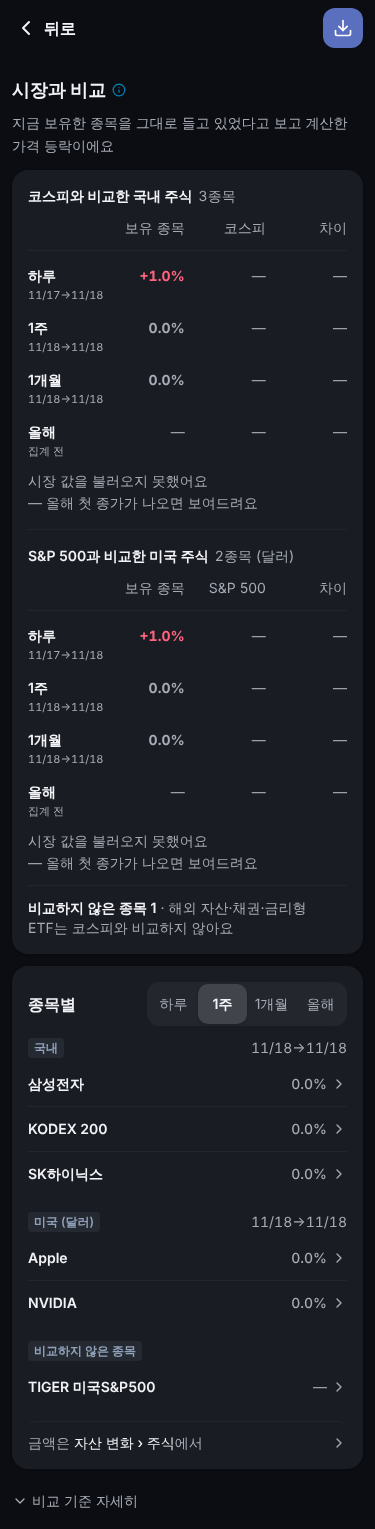 뒤로
시장과 비교
지금 보유한 종목을 그대로 들고 있었다고 보고 계산한
가격 등락이에요
코스피와 비교한 국내 주식 3종목
보유 종목 코스피 차이
하루 +1.0% — —
11/17→11/18
1주 0.0% — —
11/18→11/18
1개월 0.0% — —
11/18→11/18
올해 — — —
집계 전
시장 값을 불러오지 못했어요
— 올해 첫 종가가 나오면 보여드려요
S&P 500과 비교한 미국 주식 2종목 (달러)
보유 종목 S&P 500 차이
하루 +1.0% — —
11/17→11/18
1주 0.0% — —
11/18→11/18
1개월 0.0% — —
11/18→11/18
올해 — — —
집계 전
시장 값을 불러오지 못했어요
— 올해 첫 종가가 나오면 보여드려요
비교하지 않은 종목 1 · 해외 자산·채권·금리형
ETF는 코스피와 비교하지 않아요
종목별 하루 1주 1개월 올해
국내 11/18→11/18
삼성전자 0.0%
KODEX 200 0.0%
SK하이닉스 0.0%
미국 (달러) 11/18→11/18
Apple 0.0%
NVIDIA 0.0%
비교하지 않은 종목
TIGER 미국S&P500 —
금액은 자산 변화 › 주식에서
비교 기준 자세히